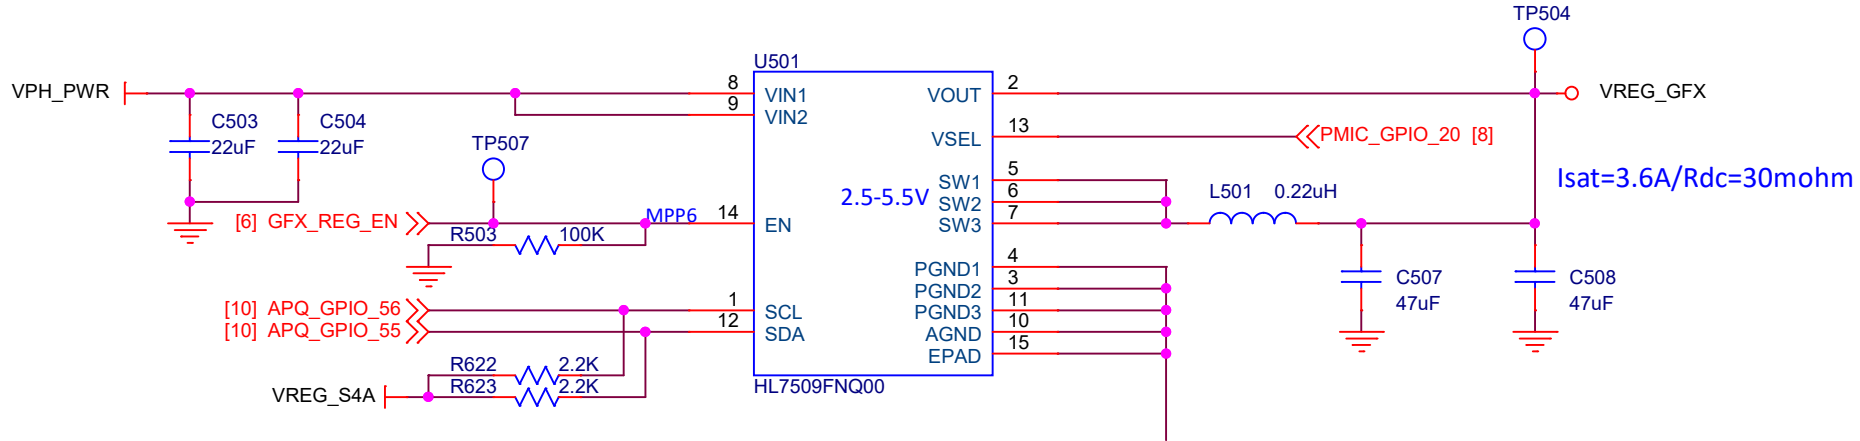 TP504
U501
VPH_PWR
8
VIN1
VOUT
2
VREG_GFX
9
VIN2
C503
22uF
C504
22uF
VSEL
13
PMIC_GPIO_20 [8]
TP507
SW1
5
2.5-5.5V
SW2
6
L501 0.22uH
Isat=3.6A/Rdc=30mohm
[6] GFX_REG_EN
MPP6
14
EN
SW3
7
R503 100K
PGND1
4
C507
47uF
C508
47uF
PGND2
3
[10] APQ_GPIO_56
1
SCL
PGND3
11
[10] APQ_GPIO_55
12
SDA
AGND
10
EPAD
15
R622 2.2K
R623 2.2K
VREG_S4A
HL7509FNQ00